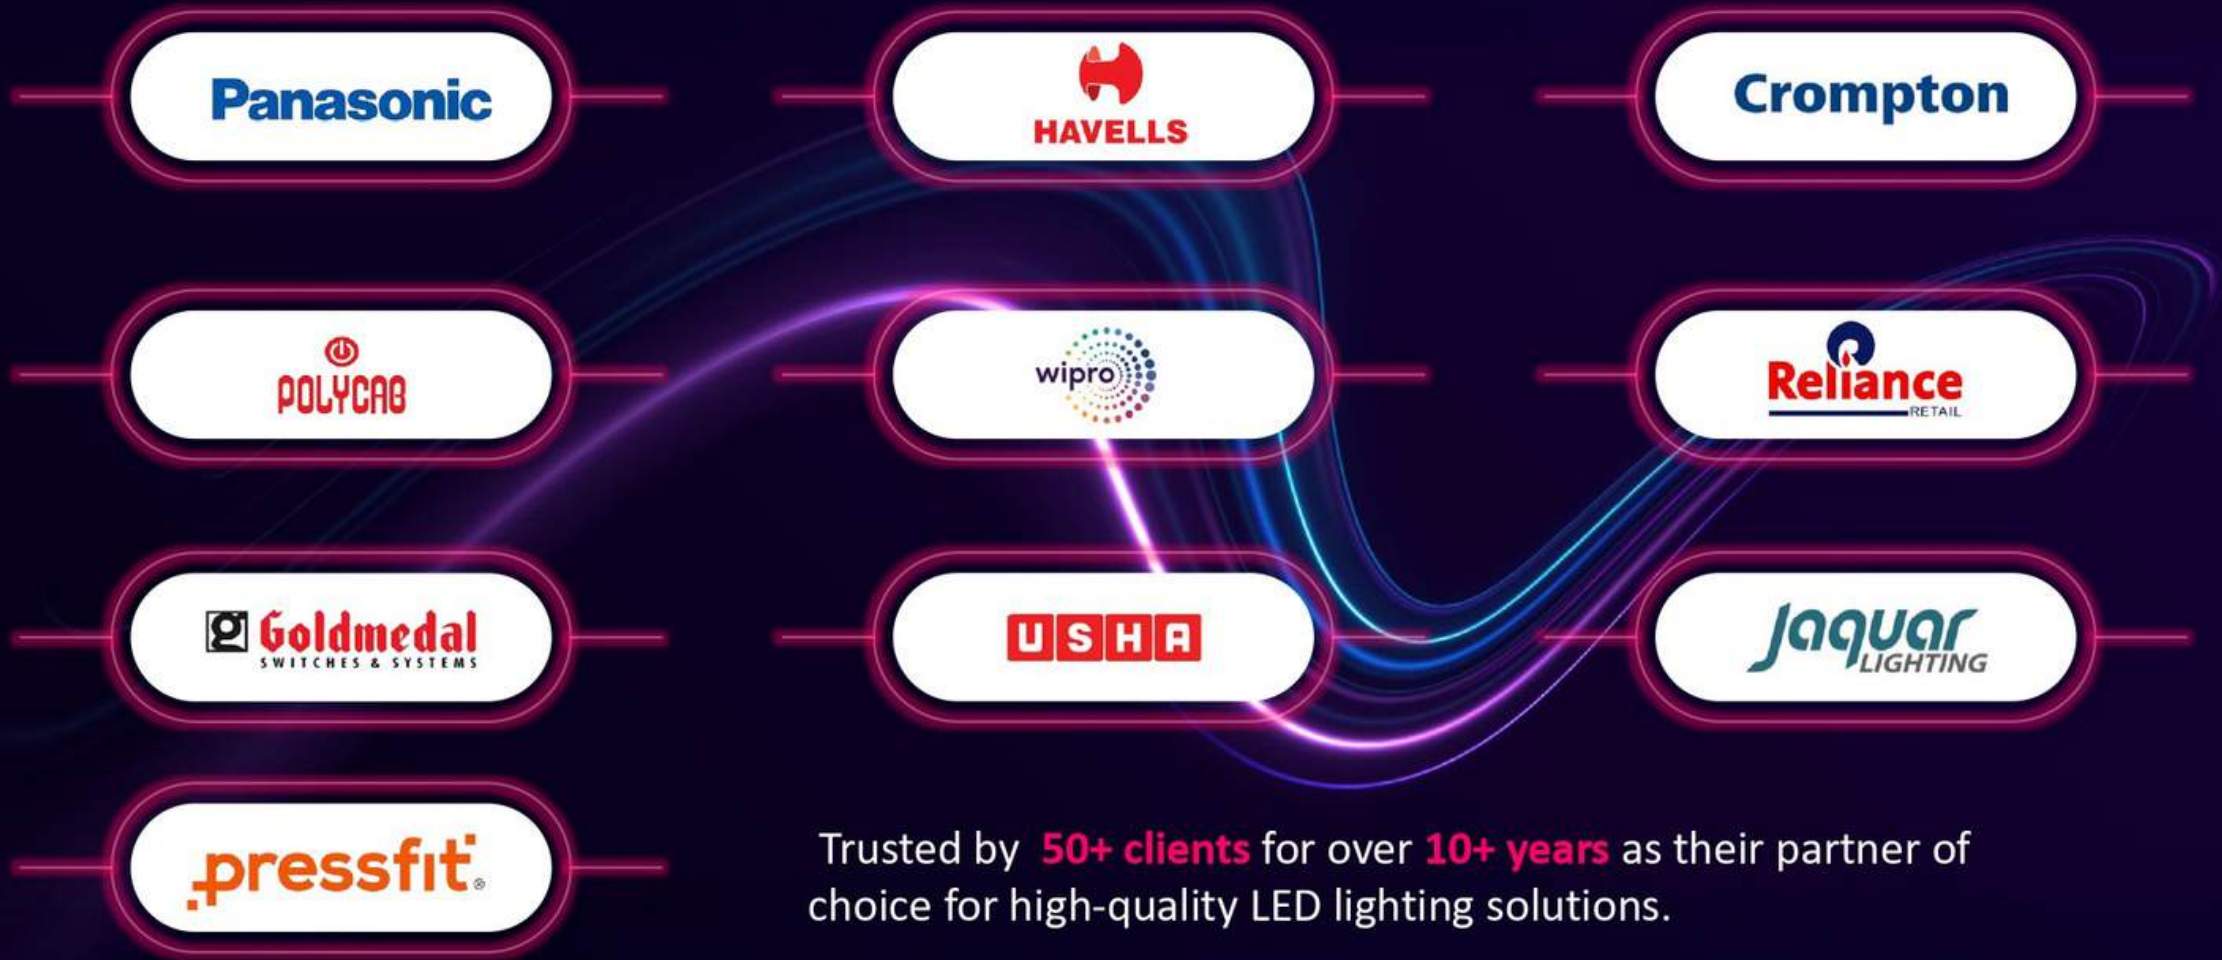 Panasonic
HAVELLS
Crompton
POLYCAB
wipro
Reliance
RETAIL
g Goldmedal
SWITCHES & SYSTEMS
USHA
Jaquar
LIGHTING
pressfit®
Trusted by 50+ clients for over 10+ years as their partner of
choice for high-quality LED lighting solutions.